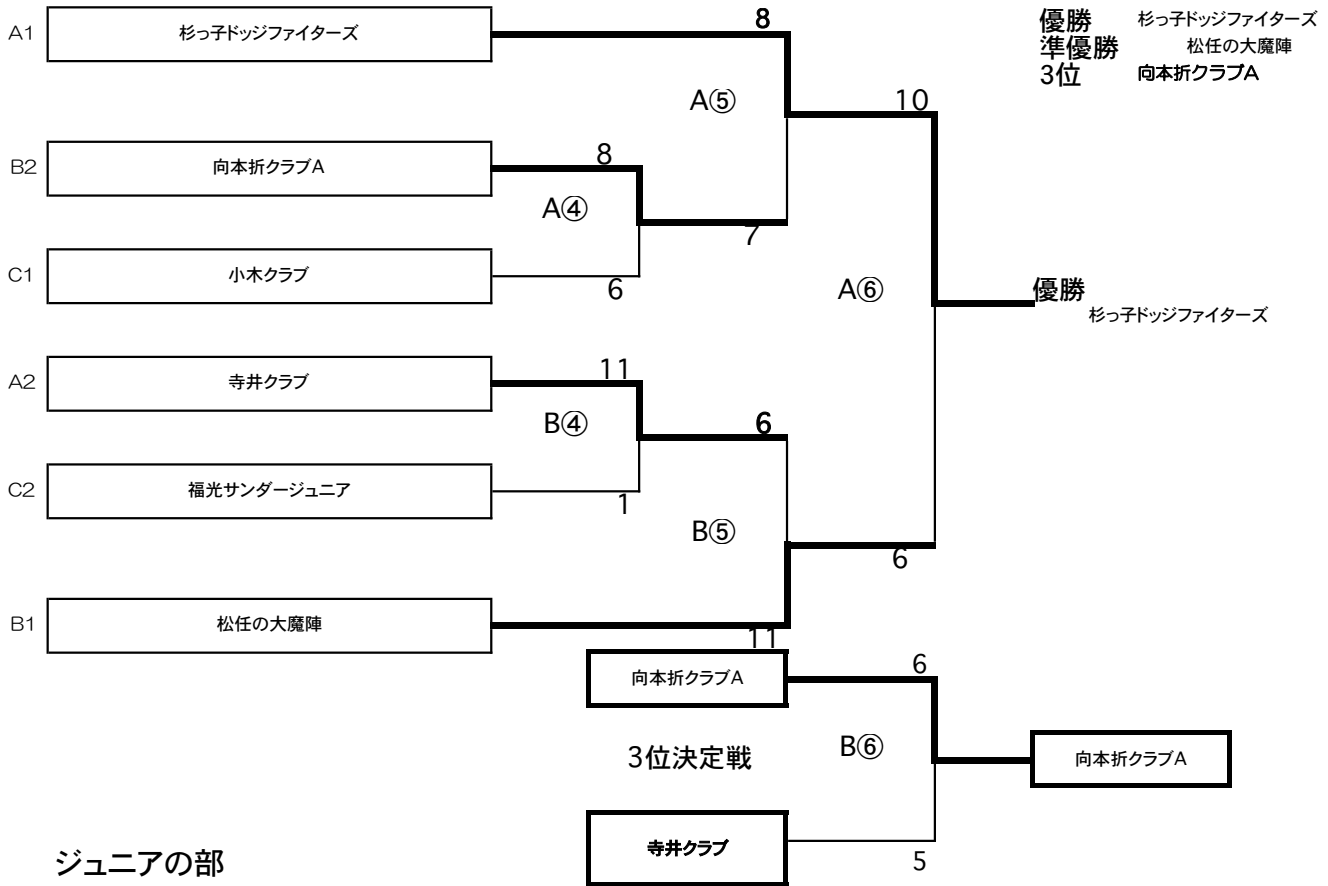 A1 杉っ子ドッジファイターズ 8
優勝 杉っ子ドッジファイターズ
準優勝 松任の大魔陣
3位 向本折クラブA
A⑤ 10
B2 向本折クラブA 8
A④
7
C1 小木クラブ 6
A⑥
優勝
杉っ子ドッジファイターズ
A2 寺井クラブ 11
B④ 6
C2 福光サンダージュニア 1
B⑤
6
B1 松任の大魔陣 11
向本折クラブA 6
3位決定戦 B⑥
向本折クラブA
寺井クラブ 5
ジュニアの部